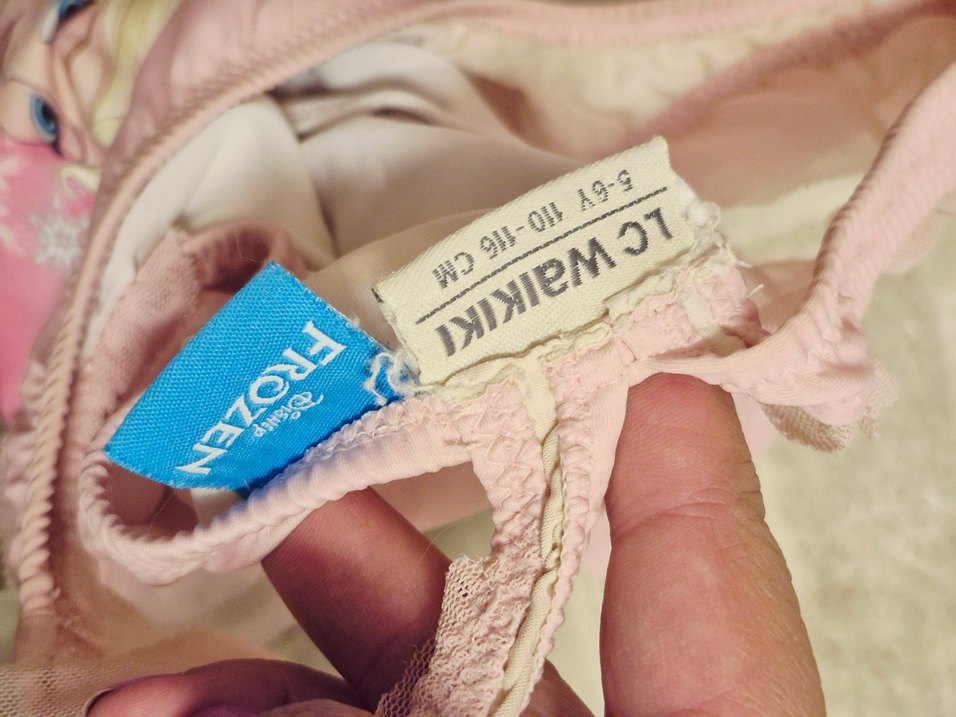 LC WAIKIKI
5-6Y 110-116 CM
Disney
FROZEN